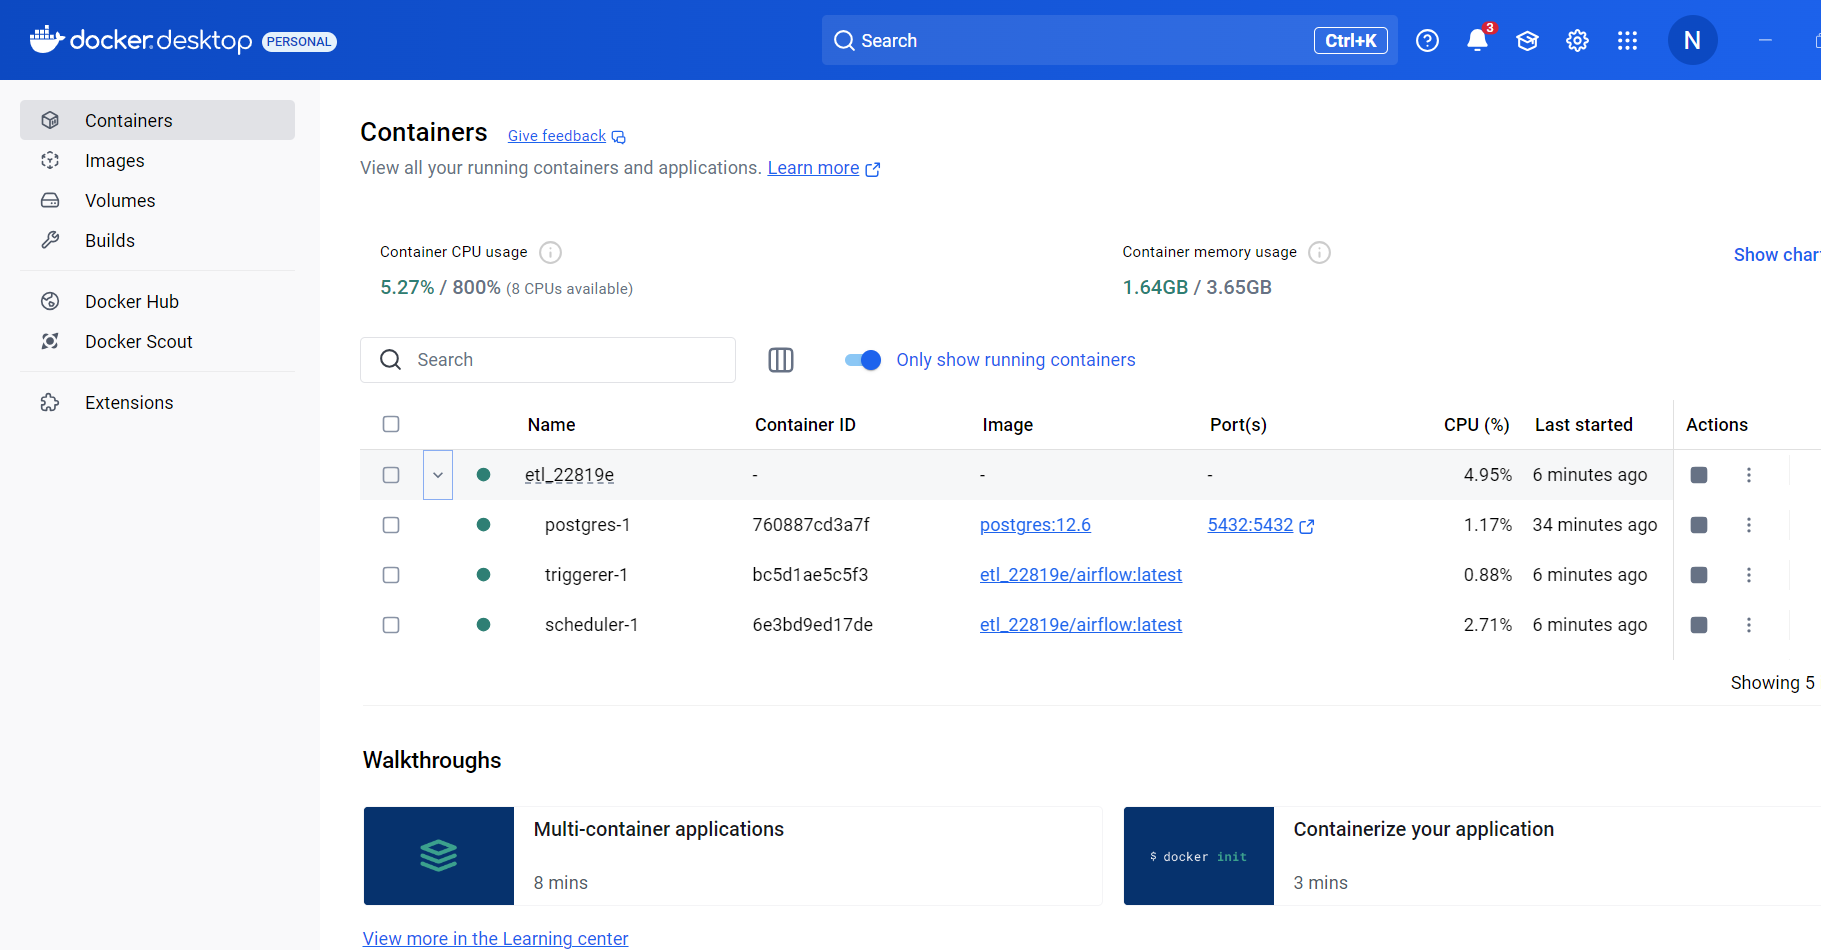 docker.desktop PERSONAL
Search Ctrl+K 3 N
Containers
Images
Volumes
Builds
Docker Hub
Docker Scout
Extensions
Containers Give feedback
View all your running containers and applications. Learn more
Container CPU usage
5.27% / 800% (8 CPUs available)
Container memory usage
1.64GB / 3.65GB
Show char
Search
Only show running containers
Name Container ID Image Port(s) CPU (%) Last started Actions
etl_22819e - - - 4.95% 6 minutes ago
postgres-1 760887cd3a7f postgres:12.6 5432:5432 1.17% 34 minutes ago
triggerer-1 bc5d1ae5c5f3 etl_22819e/airflow:latest 0.88% 6 minutes ago
scheduler-1 6e3bd9ed17de etl_22819e/airflow:latest 2.71% 6 minutes ago
Showing 5
Walkthroughs
Multi-container applications
8 mins
$ docker init
Containerize your application
3 mins
View more in the Learning center